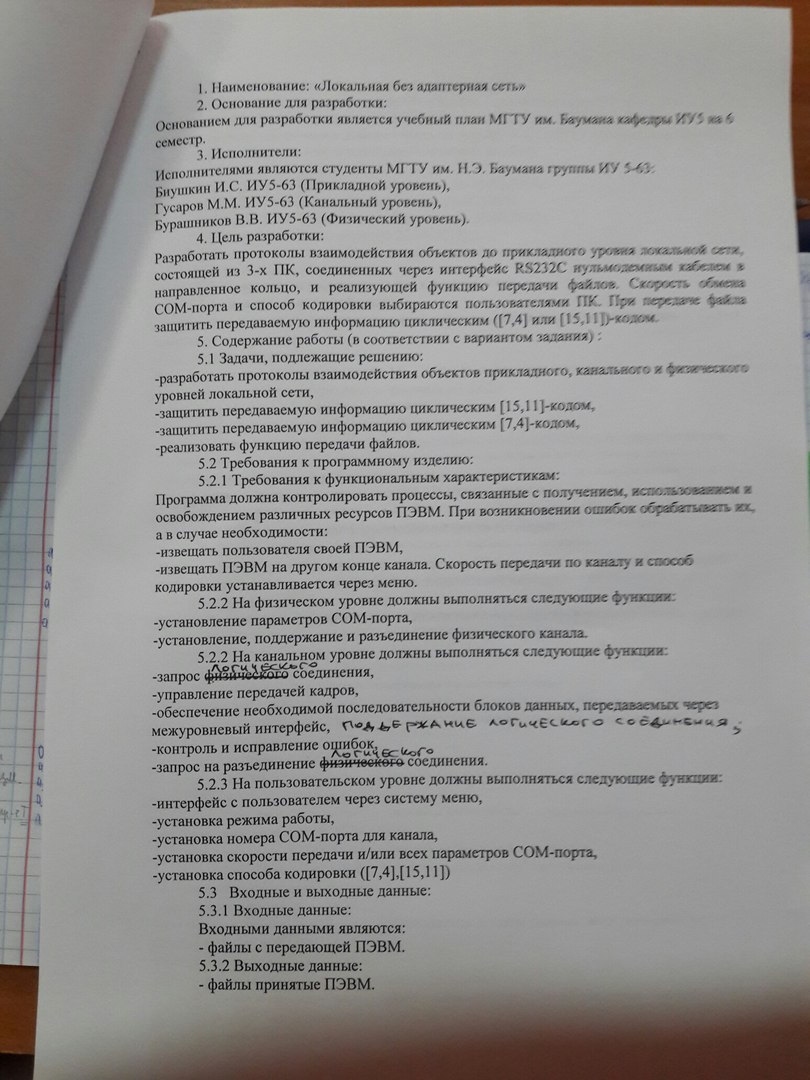 1. Наименование: «Локальная без адаптерная сеть»
2. Основание для разработки:
Основанием для разработки является учебный план МГТУ им. Баумана кафедры ИУ5 на 6
семестр.
3. Исполнители:
Исполнителями являются студенты МГТУ им. Н.Э. Баумана группы ИУ 5-63:
Биушкин И.С. ИУ5-63 (Прикладной уровень),
Гусаров М.М. ИУ5-63 (Канальный уровень),
Бурашников В.В. ИУ5-63 (Физический уровень).
4. Цель разработки:
Разработать протоколы взаимодействия объектов до прикладного уровня локальной сети,
состоящей из 3-х ПК, соединенных через интерфейс RS232C нульмодемным кабелем в
направленное кольцо, и реализующей функцию передачи файлов. Скорость обмена
СОМ-порта и способ кодировки выбираются пользователями ПК. При передаче файла
защитить передаваемую информацию циклическим ([7,4] или [15,11])-кодом.
5. Содержание работы (в соответствии с вариантом задания) :
5.1 Задачи, подлежащие решению:
-разработать протоколы взаимодействия объектов прикладного, канального и физического
уровней локальной сети,
-защитить передаваемую информацию циклическим [15,11]-кодом,
-защитить передаваемую информацию циклическим [7,4]-кодом,
-реализовать функцию передачи файлов.
5.2 Требования к программному изделию:
5.2.1 Требования к функциональным характеристикам:
Программа должна контролировать процессы, связанные с получением, использованием и
освобождением различных ресурсов ПЭВМ. При возникновении ошибок обрабатывать их,
а в случае необходимости:
-извещать пользователя своей ПЭВМ,
-извещать ПЭВМ на другом конце канала. Скорость передачи по каналу и способ
кодировки устанавливается через меню.
5.2.2 На физическом уровне должны выполняться следующие функции:
-установление параметров СОМ-порта,
-установление, поддержание и разъединение физического канала.
5.2.2 На канальном уровне должны выполняться следующие функции:
логического
-запрос физического соединения,
-управление передачей кадров,
-обеспечение необходимой последовательности блоков данных, передаваемых через
межуровневый интерфейс, поддержание логического соединения;
-контроль и исправление ошибок,
логического
-запрос на разъединение физического соединения.
5.2.3 На пользовательском уровне должны выполняться следующие функции:
-интерфейс с пользователем через систему меню,
-установка режима работы,
-установка номера СОМ-порта для канала,
-установка скорости передачи и/или всех параметров СОМ-порта,
-установка способа кодировки ([7,4],[15,11])
5.3 Входные и выходные данные:
5.3.1 Входные данные:
Входными данными являются:
- файлы с передающей ПЭВМ.
5.3.2 Выходные данные:
- файлы принятые ПЭВМ.